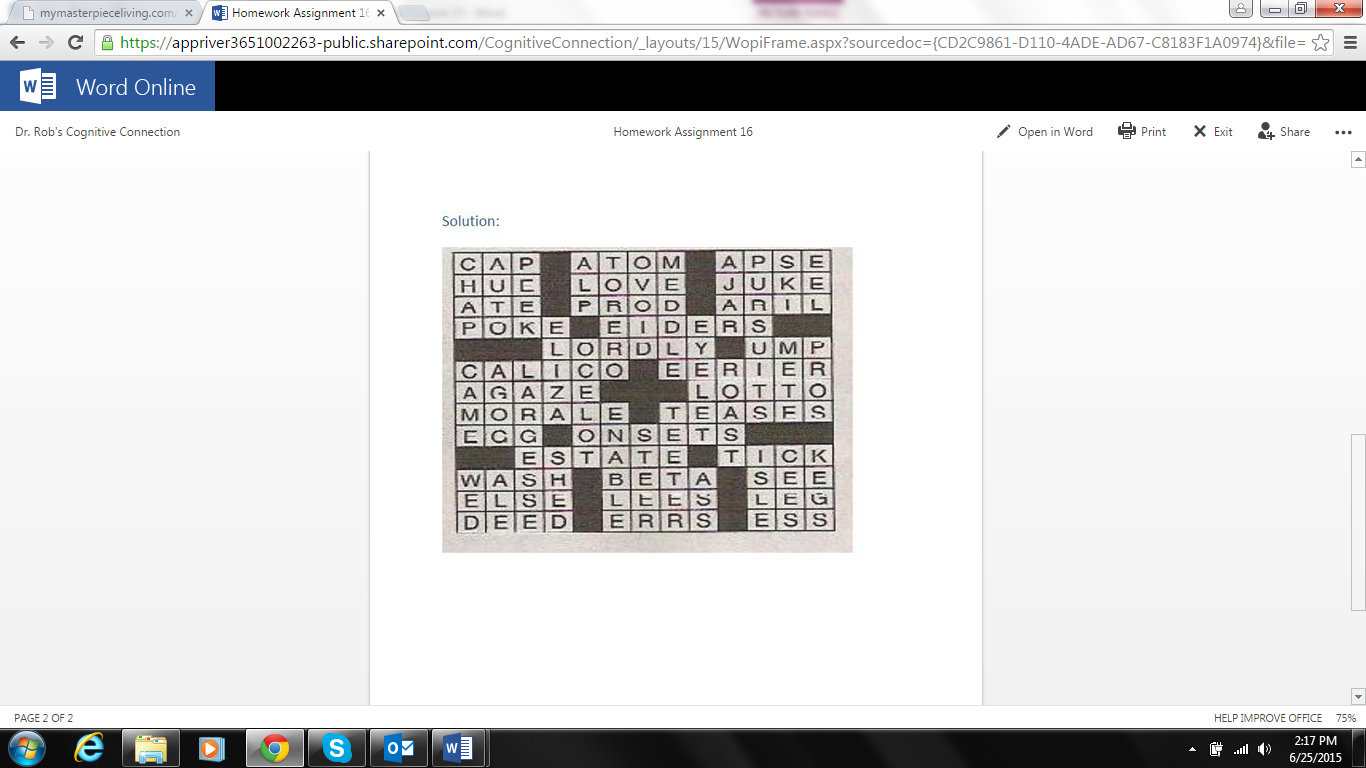 mymasterpieceliving.com/
Homework Assignment 16
https://appriver3651002263-public.sharepoint.com/CognitiveConnection/_layouts/15/WopiFrame.aspx?sourcedoc={CD2C9861-D110-4ADE-AD67-C8183F1A0974}&file=
W Word Online
Dr. Rob's Cognitive Connection
Homework Assignment 16
Open in Word
Print
Exit
Share
Solution:
CAP ATOM APSE
HUE LOVE JUKE
ATE PROD ARIL
POKE EIDERS
LORDLY UMP
CALICO EERIER
AGAZE LOTTO
MORALE TEASES
EGG ONSETS
ESTATE TICK
WASH BETA SEE
ELSE LEES LEG
DEED ERRS ESS
PAGE 2 OF 2
HELP IMPROVE OFFICE 75%
2:17 PM
6/25/2015